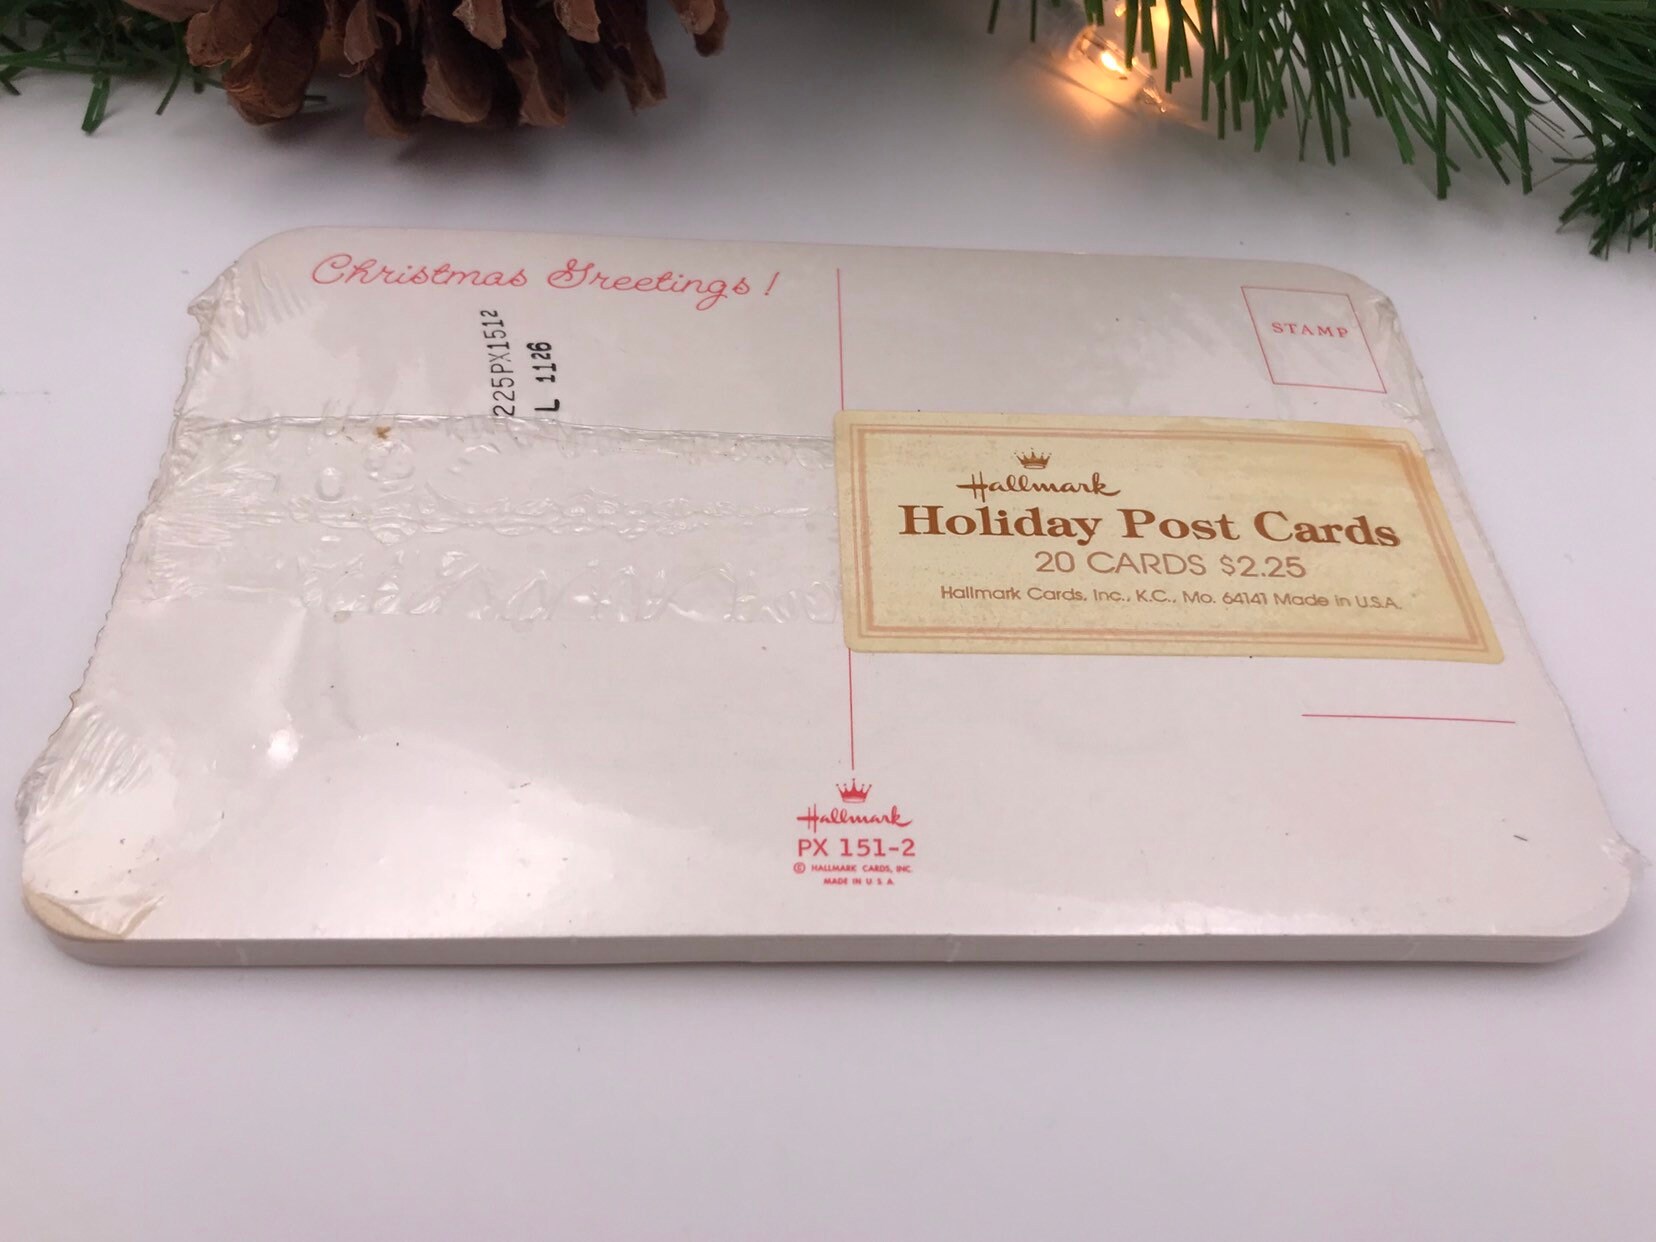 Christmas Greetings!
225PX1512
L 1126
STAMP
Hallmark
Holiday Post Cards
20 CARDS $2.25
Hallmark Cards, Inc., K.C., Mo. 64141 Made in U.S.A.
Hallmark
PX 151-2
© HALLMARK CARDS, INC.
MADE IN U S A